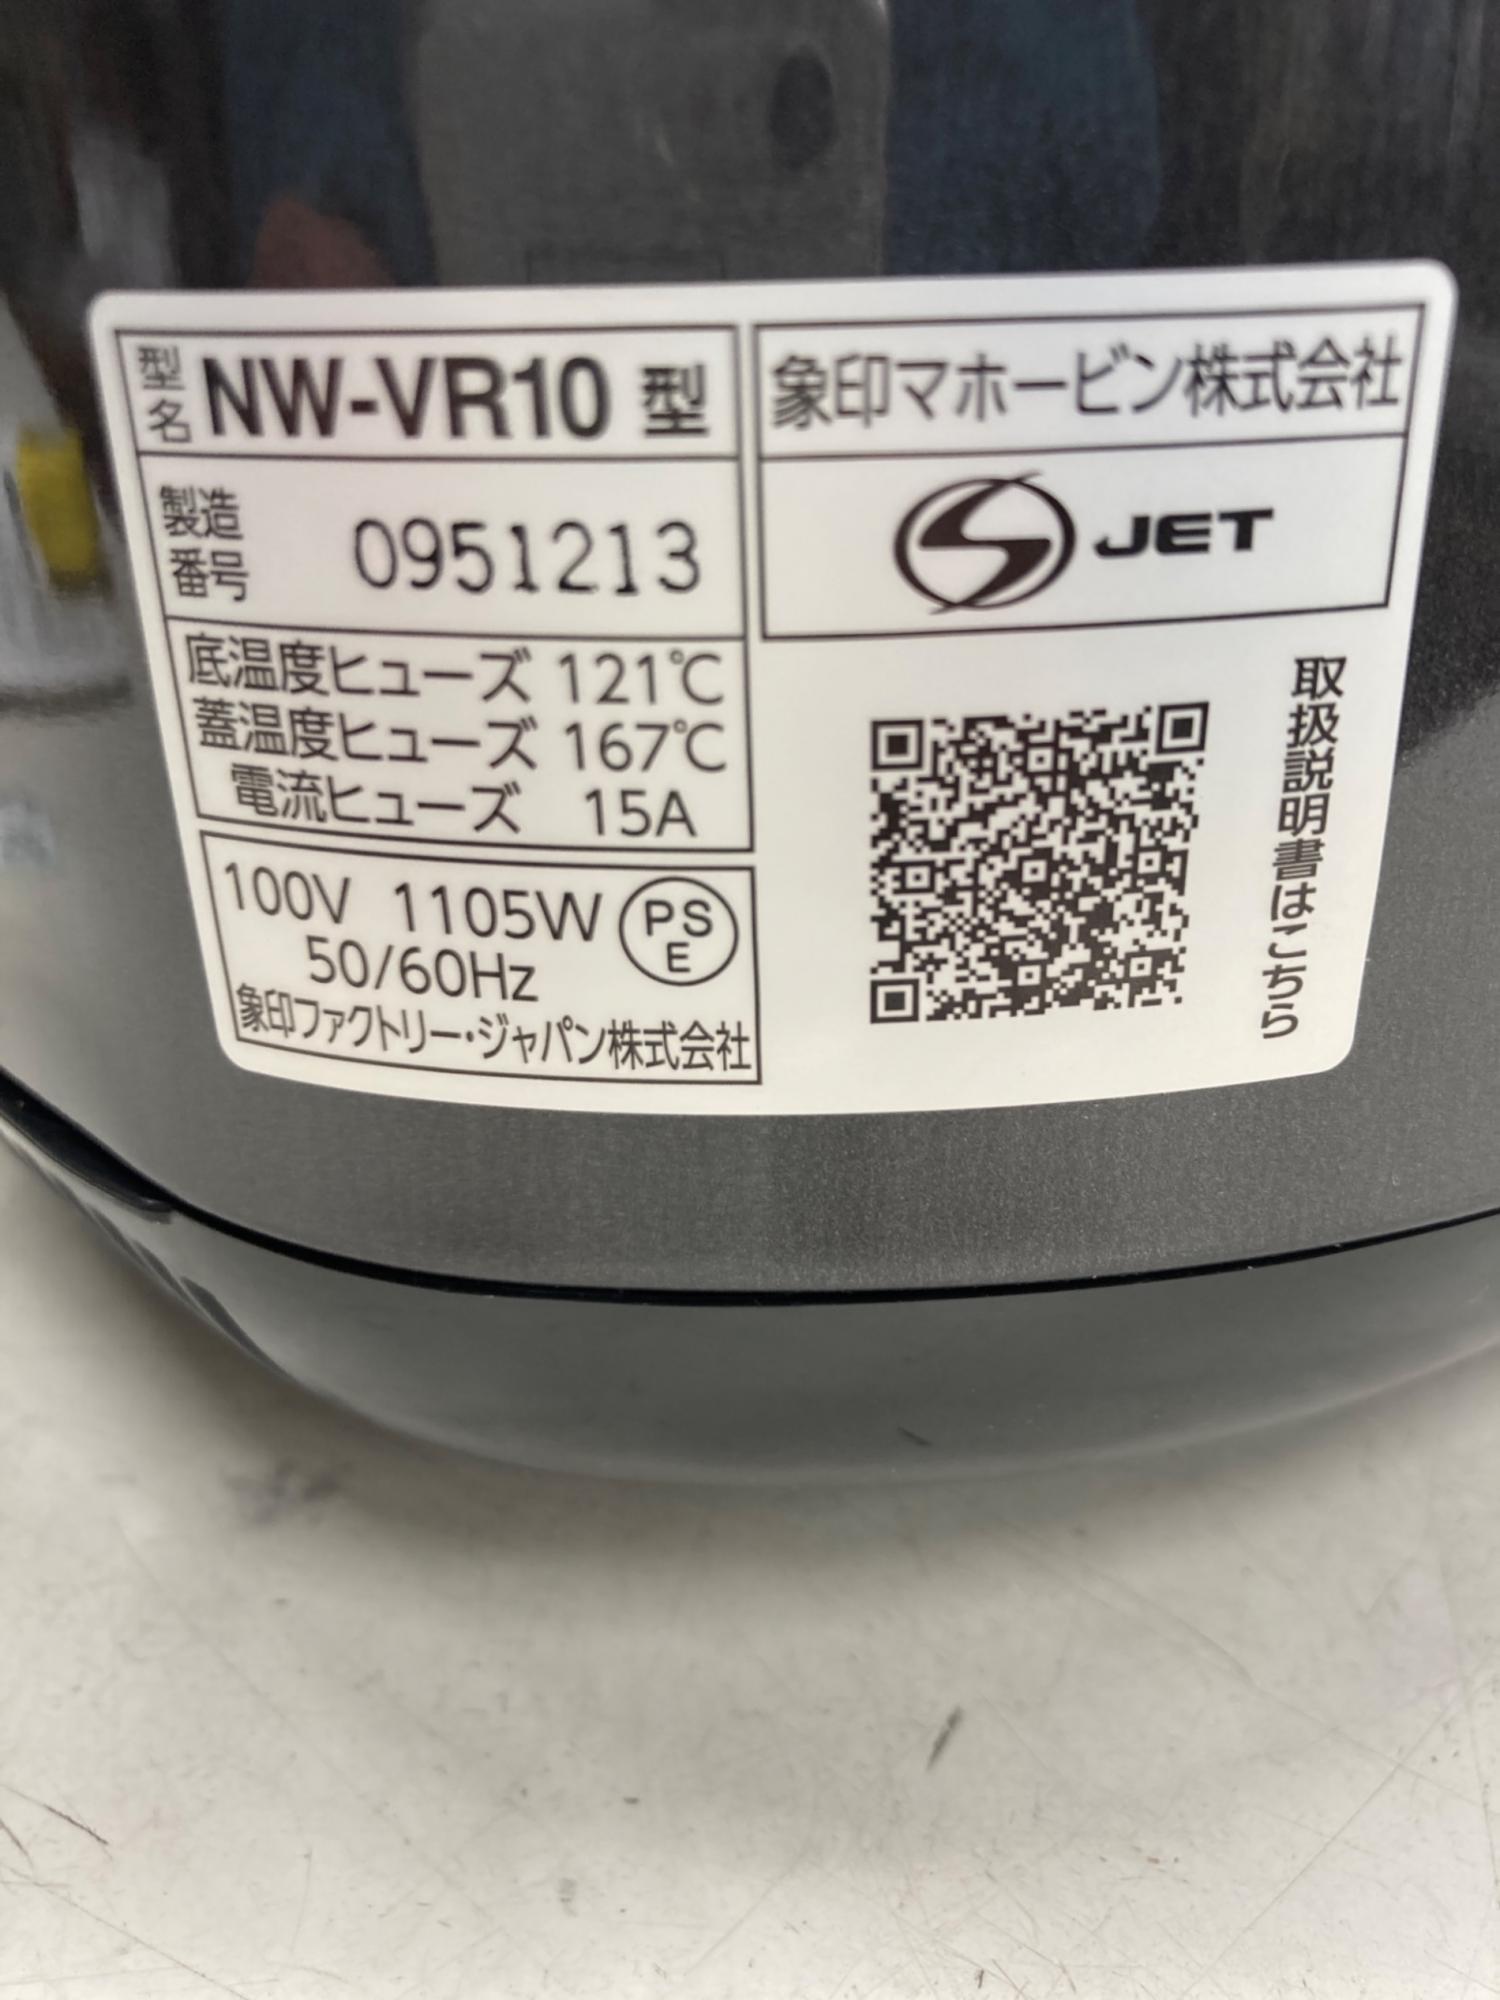 型名 NW-VR10 型
製造番号 0951213
底温度ヒューズ 121℃
蓋温度ヒューズ 167℃
電流ヒューズ 15A
100V 1105W PSE
50/60Hz
象印ファクトリー・ジャパン株式会社
象印マホービン株式会社
S JET
取扱説明書はこちら